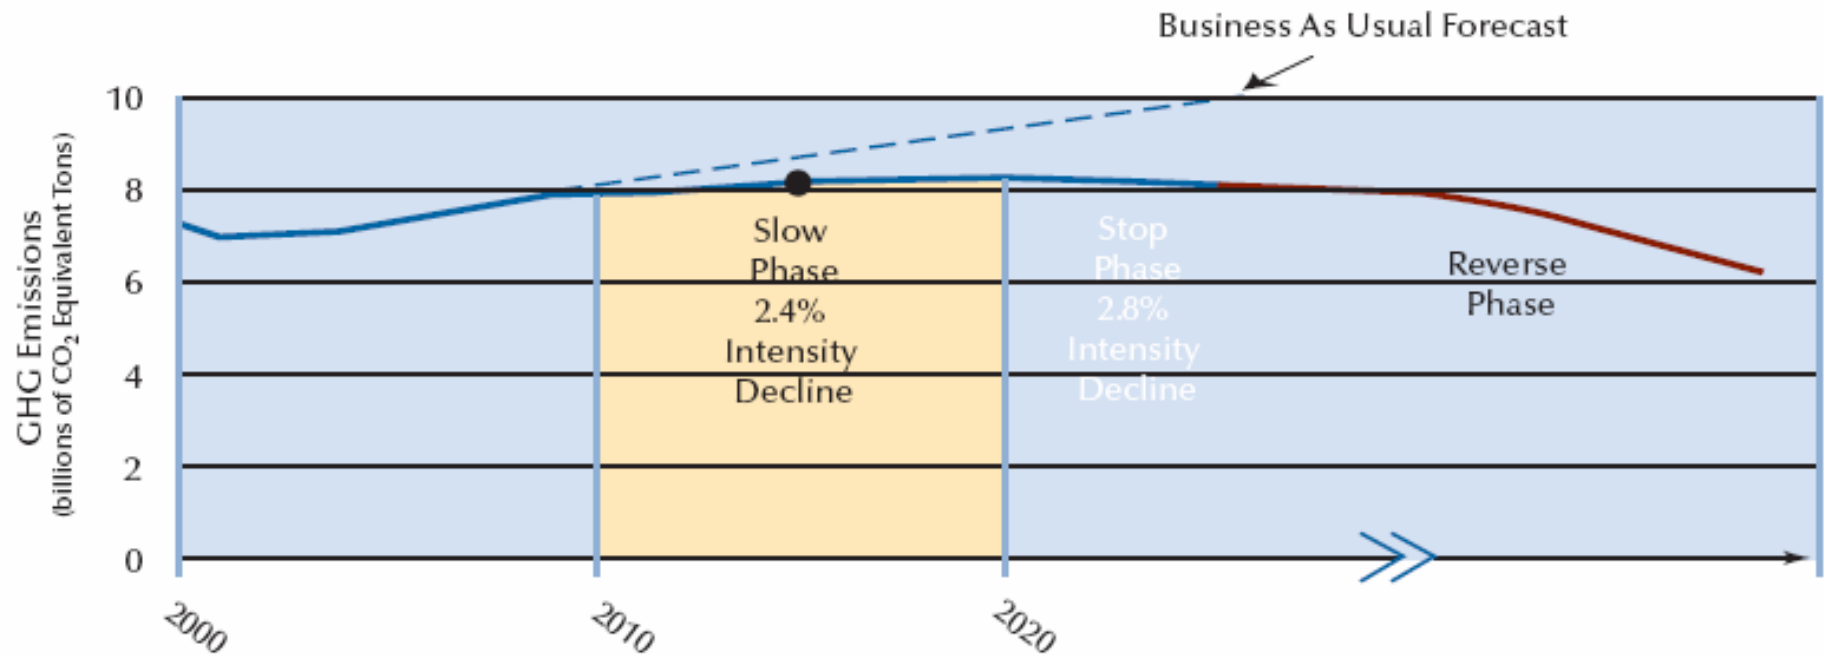 Business As Usual Forecast
GHG Emissions
(billions of CO₂ Equivalent Tons)
10
8
6
4
2
0
Slow
Phase
2.4%
Intensity
Decline
Stop
Phase
2.8%
Intensity
Decline
Reverse
Phase
2000
2010
2020